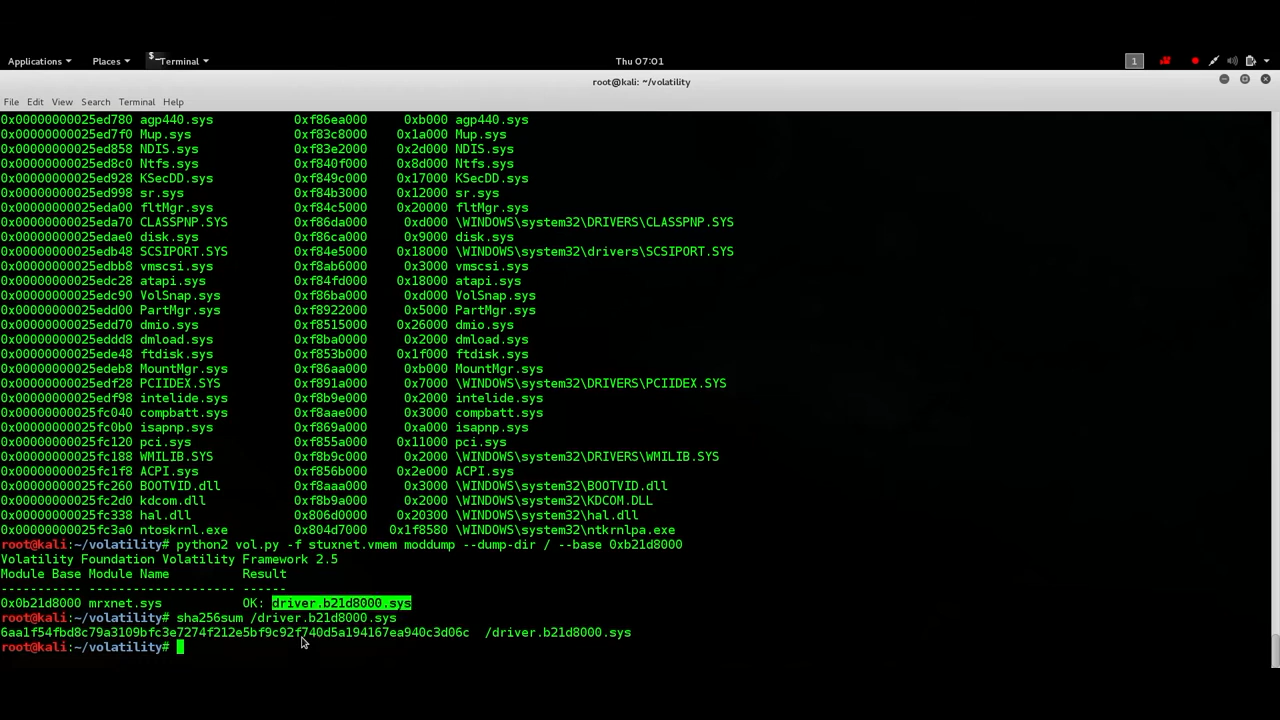 Applications Places Terminal Thu 07:01 1
root@kali: ~/volatility
File Edit View Search Terminal Help
0x00000000025ed780 agp440.sys 0xf86ea000 0xb000 agp440.sys
0x00000000025ed7f0 Mup.sys 0xf83c8000 0x1a000 Mup.sys
0x00000000025ed858 NDIS.sys 0xf83e2000 0x2d000 NDIS.sys
0x00000000025ed8c0 Ntfs.sys 0xf840f000 0x8d000 Ntfs.sys
0x00000000025ed928 KSecDD.sys 0xf849c000 0x17000 KSecDD.sys
0x00000000025ed998 sr.sys 0xf84b3000 0x12000 sr.sys
0x00000000025eda00 fltMgr.sys 0xf84c5000 0x20000 fltMgr.sys
0x00000000025eda70 CLASSPNP.SYS 0xf86da000 0xd000 \WINDOWS\system32\DRIVERS\CLASSPNP.SYS
0x00000000025edae0 disk.sys 0xf86ca000 0x9000 disk.sys
0x00000000025edb48 SCSIPORT.SYS 0xf84e5000 0x18000 \WINDOWS\system32\drivers\SCSIPORT.SYS
0x00000000025edbb8 vmscsi.sys 0xf8ab6000 0x3000 vmscsi.sys
0x00000000025edc28 atapi.sys 0xf84fd000 0x18000 atapi.sys
0x00000000025edc90 VolSnap.sys 0xf86ba000 0xd000 VolSnap.sys
0x00000000025edd00 PartMgr.sys 0xf8922000 0x5000 PartMgr.sys
0x00000000025edd70 dmio.sys 0xf8515000 0x26000 dmio.sys
0x00000000025eddd8 dmload.sys 0xf8ba0000 0x2000 dmload.sys
0x00000000025ede48 ftdisk.sys 0xf853b000 0x1f000 ftdisk.sys
0x00000000025edeb8 MountMgr.sys 0xf86aa000 0xb000 MountMgr.sys
0x00000000025edf28 PCIIDEX.SYS 0xf891a000 0x7000 \WINDOWS\system32\DRIVERS\PCIIDEX.SYS
0x00000000025edf98 intelide.sys 0xf8b9e000 0x2000 intelide.sys
0x00000000025fc040 compbatt.sys 0xf8aae000 0x3000 compbatt.sys
0x00000000025fc0b0 isapnp.sys 0xf869a000 0xa000 isapnp.sys
0x00000000025fc120 pci.sys 0xf855a000 0x11000 pci.sys
0x00000000025fc188 WMILIB.SYS 0xf8b9c000 0x2000 \WINDOWS\system32\DRIVERS\WMILIB.SYS
0x00000000025fc1f8 ACPI.sys 0xf856b000 0x2e000 ACPI.sys
0x00000000025fc260 BOOTVID.dll 0xf8aaa000 0x3000 \WINDOWS\system32\BOOTVID.dll
0x00000000025fc2d0 kdcom.dll 0xf8b9a000 0x2000 \WINDOWS\system32\KDCOM.DLL
0x00000000025fc338 hal.dll 0x806d0000 0x20300 \WINDOWS\system32\hal.dll
0x00000000025fc3a0 ntoskrnl.exe 0x804d7000 0x1f8580 \WINDOWS\system32\ntkrnlpa.exe
root@kali:~/volatility# python2 vol.py -f stuxnet.vmem moddump --dump-dir / --base 0xb21d8000
Volatility Foundation Volatility Framework 2.5
Module Base Module Name Result
----------- -------------------- ------
0x0b21d8000 mrxnet.sys OK: driver.b21d8000.sys
root@kali:~/volatility# sha256sum /driver.b21d8000.sys
6aa1f54fbd8c79a3109bfc3e7274f212e5bf9c92f740d5a194167ea940c3d06c /driver.b21d8000.sys
root@kali:~/volatility#